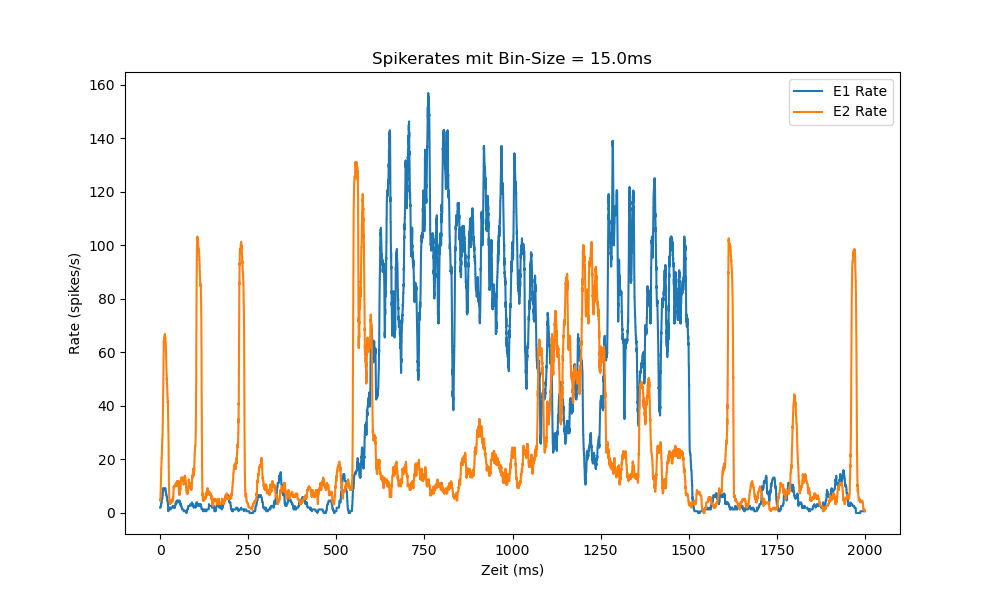 Spikerates mit Bin-Size = 15.0ms
E1 Rate
E2 Rate
160
140
120
100
80
60
40
20
0
Rate (spikes/s)
0 250 500 750 1000 1250 1500 1750 2000
Zeit (ms)